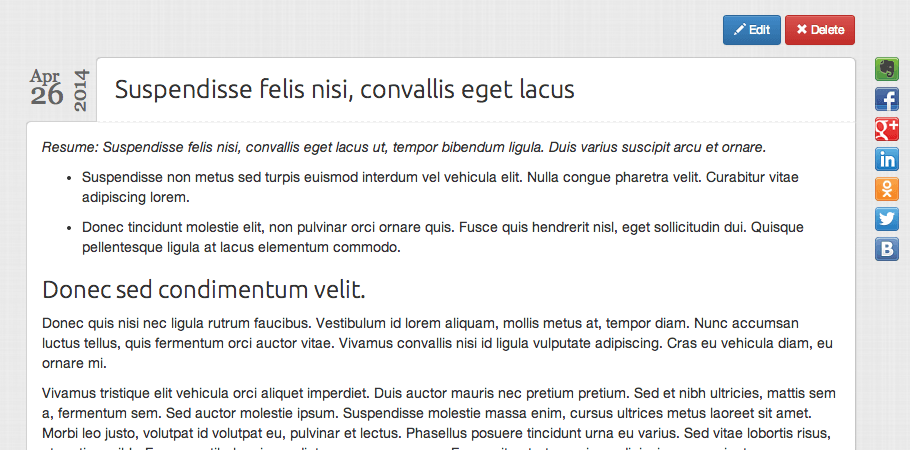 Edit
Delete
Apr
26
2014
Suspendisse felis nisi, convallis eget lacus
Resume: Suspendisse felis nisi, convallis eget lacus ut, tempor bibendum ligula. Duis varius suscipit arcu et ornare.
• Suspendisse non metus sed turpis euismod interdum vel vehicula elit. Nulla congue pharetra velit. Curabitur vitae
adipiscing lorem.
• Donec tincidunt molestie elit, non pulvinar orci ornare quis. Fusce quis hendrerit nisl, eget sollicitudin dui. Quisque
pellentesque ligula at lacus elementum commodo.
Donec sed condimentum velit.
Donec quis nisi nec ligula rutrum faucibus. Vestibulum id lorem aliquam, mollis metus at, tempor diam. Nunc accumsan
luctus tellus, quis fermentum orci auctor vitae. Vivamus convallis nisi id ligula vulputate adipiscing. Cras eu vehicula diam, eu
ornare mi.
Vivamus tristique elit vehicula orci aliquet imperdiet. Duis auctor mauris nec pretium pretium. Sed et nibh ultricies, mattis sem
a, fermentum sem. Sed auctor molestie ipsum. Suspendisse molestie massa enim, cursus ultrices metus laoreet sit amet.
Morbi leo justo, volutpat id volutpat eu, pulvinar et lectus. Phasellus posuere tincidunt urna eu varius. Sed vitae lobortis risus,
f
g+
in
B